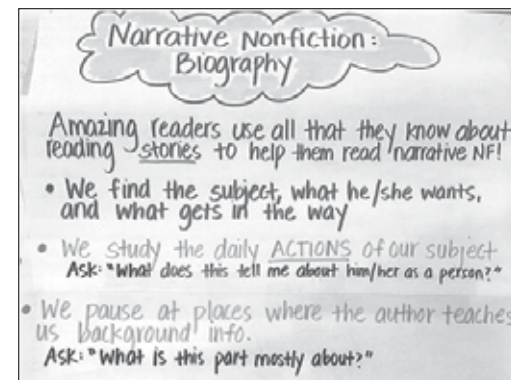 Narrative Nonfiction:
Biography
Amazing readers use all that they know about
reading stories to help them read narrative NF!
• We find the subject, what he/she wants,
and what gets in the way
• We study the daily ACTIONS of our subject
Ask: "What does this tell me about him/her as a person?"
• We pause at places where the author teaches
us background info.
Ask: "What is this part mostly about?"